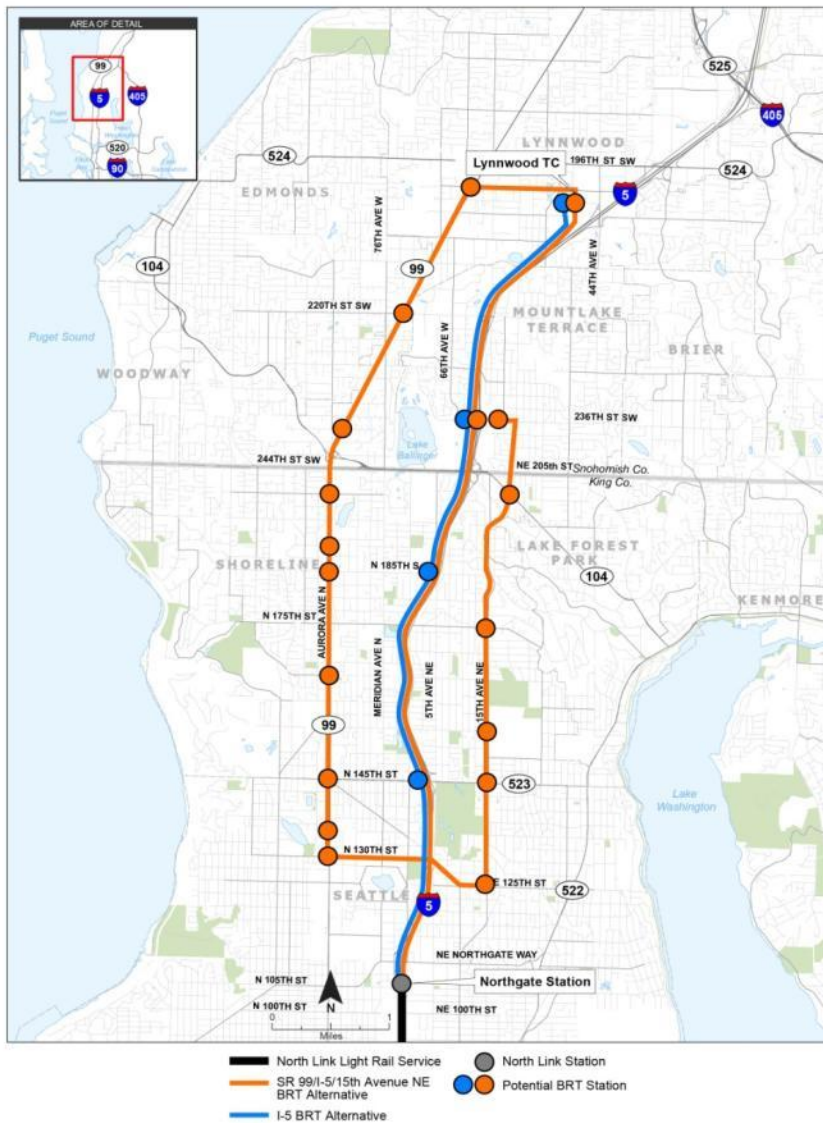 AREA OF DETAIL
99
5
405
Puget Sound
520
90
525
405
LYNNWOOD
Lynnwood TC
196TH ST SW
524
524
EDMONDS
5
76TH AVE W
99
44TH AVE W
104
220TH ST SW
MOUNTLAKE
TERRACE
Puget Sound
66TH AVE W
BRIER
WOODWAY
236TH ST SW
Lake
Ballinger
244TH ST SW
NE 205th ST
Snohomish Co.
King Co.
LAKE FOREST
PARK
SHORELINE
N 185TH S
104
KENMORE
N 175TH ST
AURORA AVE N
MERIDIAN AVE N
5TH AVE NE
15TH AVE NE
99
N 145TH ST
523
Lake
Washington
N 130TH ST
E 125TH ST
522
SEATTLE
5
NE NORTHGATE WAY
N 105TH ST
Northgate Station
N 100TH ST
N
NE 100TH ST
0 1
Miles
North Link Light Rail Service
North Link Station
SR 99/I-5/15th Avenue NE
BRT Alternative
Potential BRT Station
I-5 BRT Alternative